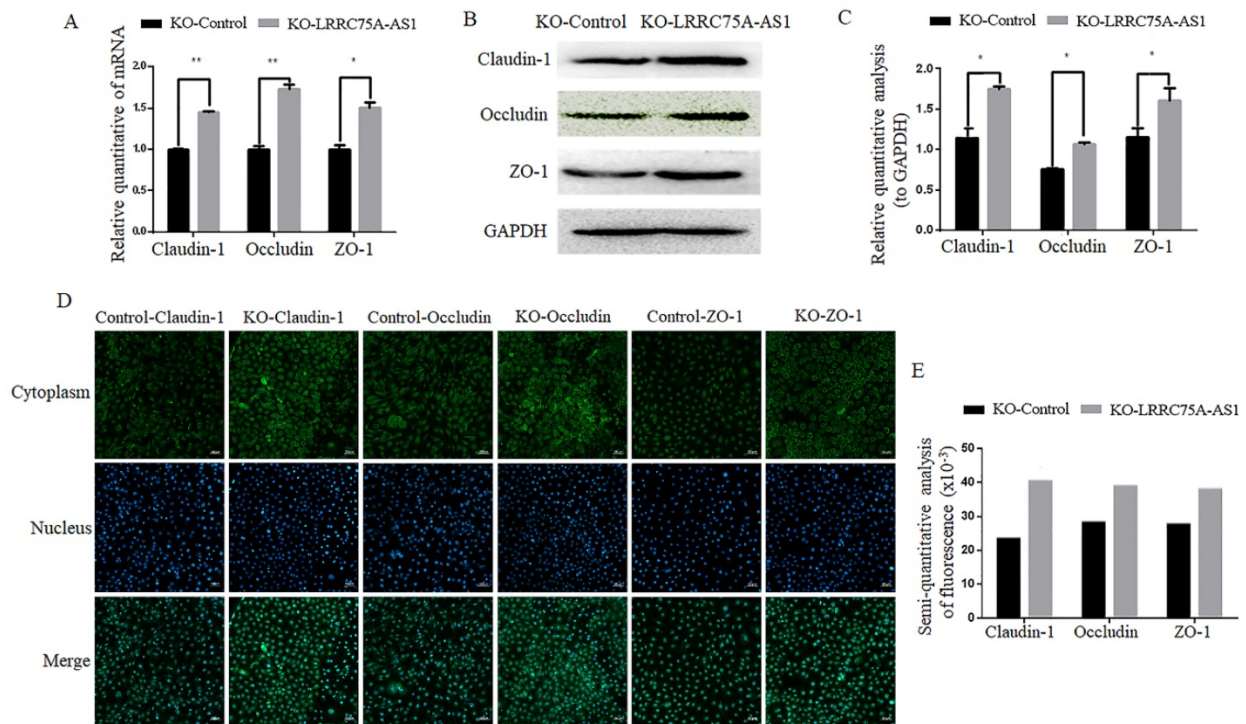 A
KO-Control KO-LRRC75A-AS1
Relative quantitative of mRNA
2.0
1.5
1.0
0.5
0.0
** ** *
Claudin-1 Occludin ZO-1
B
KO-Control KO-LRRC75A-AS1
Claudin-1
Occludin
ZO-1
GAPDH
C
KO-Control KO-LRRC75A-AS1
Relative quantitative analysis
(to GAPDH)
2.0
1.5
1.0
0.5
0.0
* * *
Claudin-1 Occludin ZO-1
D
Control-Claudin-1 KO-Claudin-1 Control-Occludin KO-Occludin Control-ZO-1 KO-ZO-1
Cytoplasm
Nucleus
Merge
E
KO-Control KO-LRRC75A-AS1
Semi-quantitative analysis
of fluorescence (x10⁻³)
50
40
30
20
10
0
Claudin-1 Occludin ZO-1